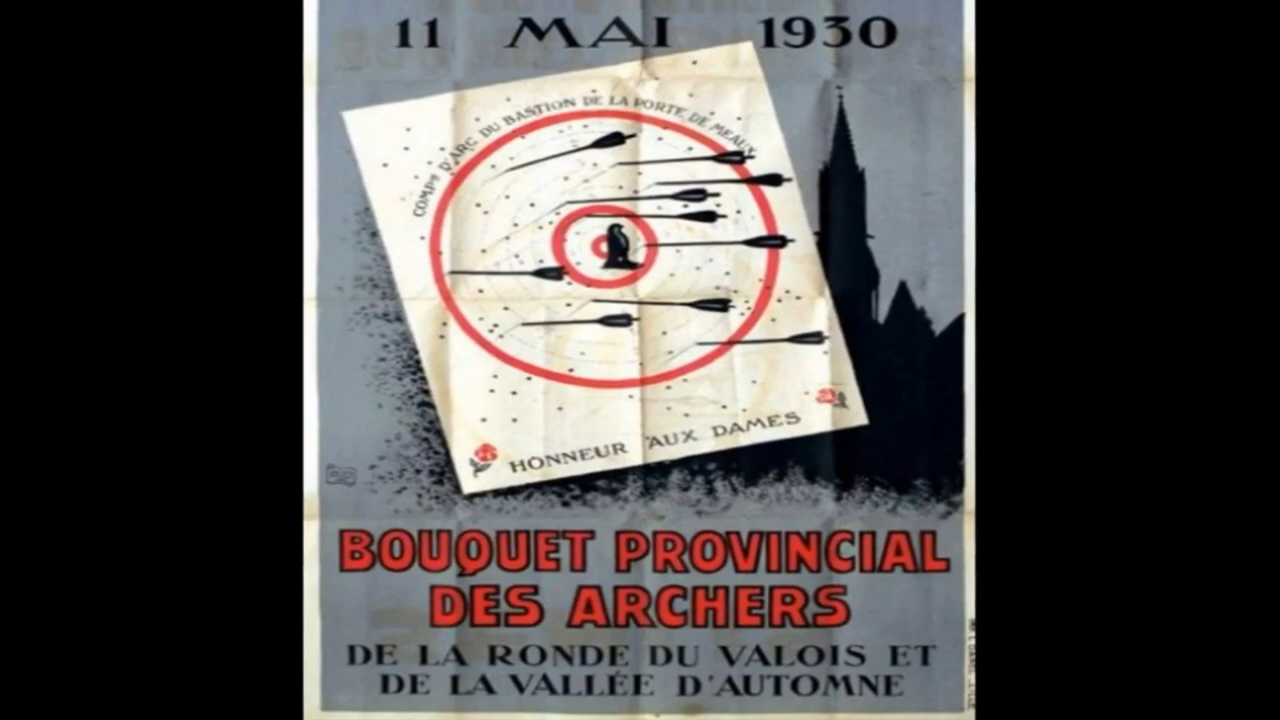 11 MAI 1930
COMPIE D'ARC DU BASTION DE LA PORTE DE MEAUX
HONNEUR AUX DAMES
BOUQUET PROVINCIAL
DES ARCHERS
DE LA RONDE DU VALOIS ET
DE LA VALLÉE D'AUTOMNE